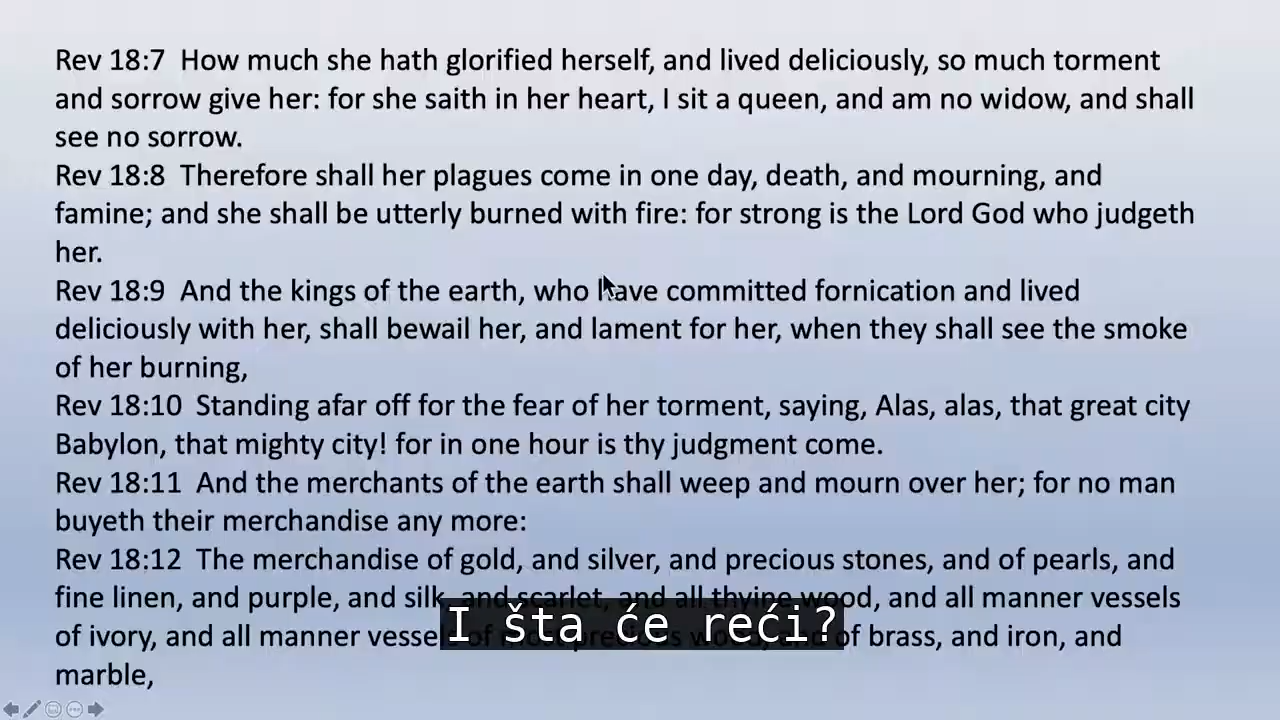 Rev 18:7  How much she hath glorified herself, and lived deliciously, so much torment
and sorrow give her: for she saith in her heart, I sit a queen, and am no widow, and shall
see no sorrow.
Rev 18:8  Therefore shall her plagues come in one day, death, and mourning, and
famine; and she shall be utterly burned with fire: for strong is the Lord God who judgeth
her.
Rev 18:9  And the kings of the earth, who have committed fornication and lived
deliciously with her, shall bewail her, and lament for her, when they shall see the smoke
of her burning,
Rev 18:10  Standing afar off for the fear of her torment, saying, Alas, alas, that great city
Babylon, that mighty city! for in one hour is thy judgment come.
Rev 18:11  And the merchants of the earth shall weep and mourn over her; for no man
buyeth their merchandise any more:
Rev 18:12  The merchandise of gold, and silver, and precious stones, and of pearls, and
fine linen, and purple, and silk, and scarlet, and all thyine wood, and all manner vessels
of ivory, and all manner vessels of most precious wood, and of brass, and iron, and
marble,
I šta će reći?